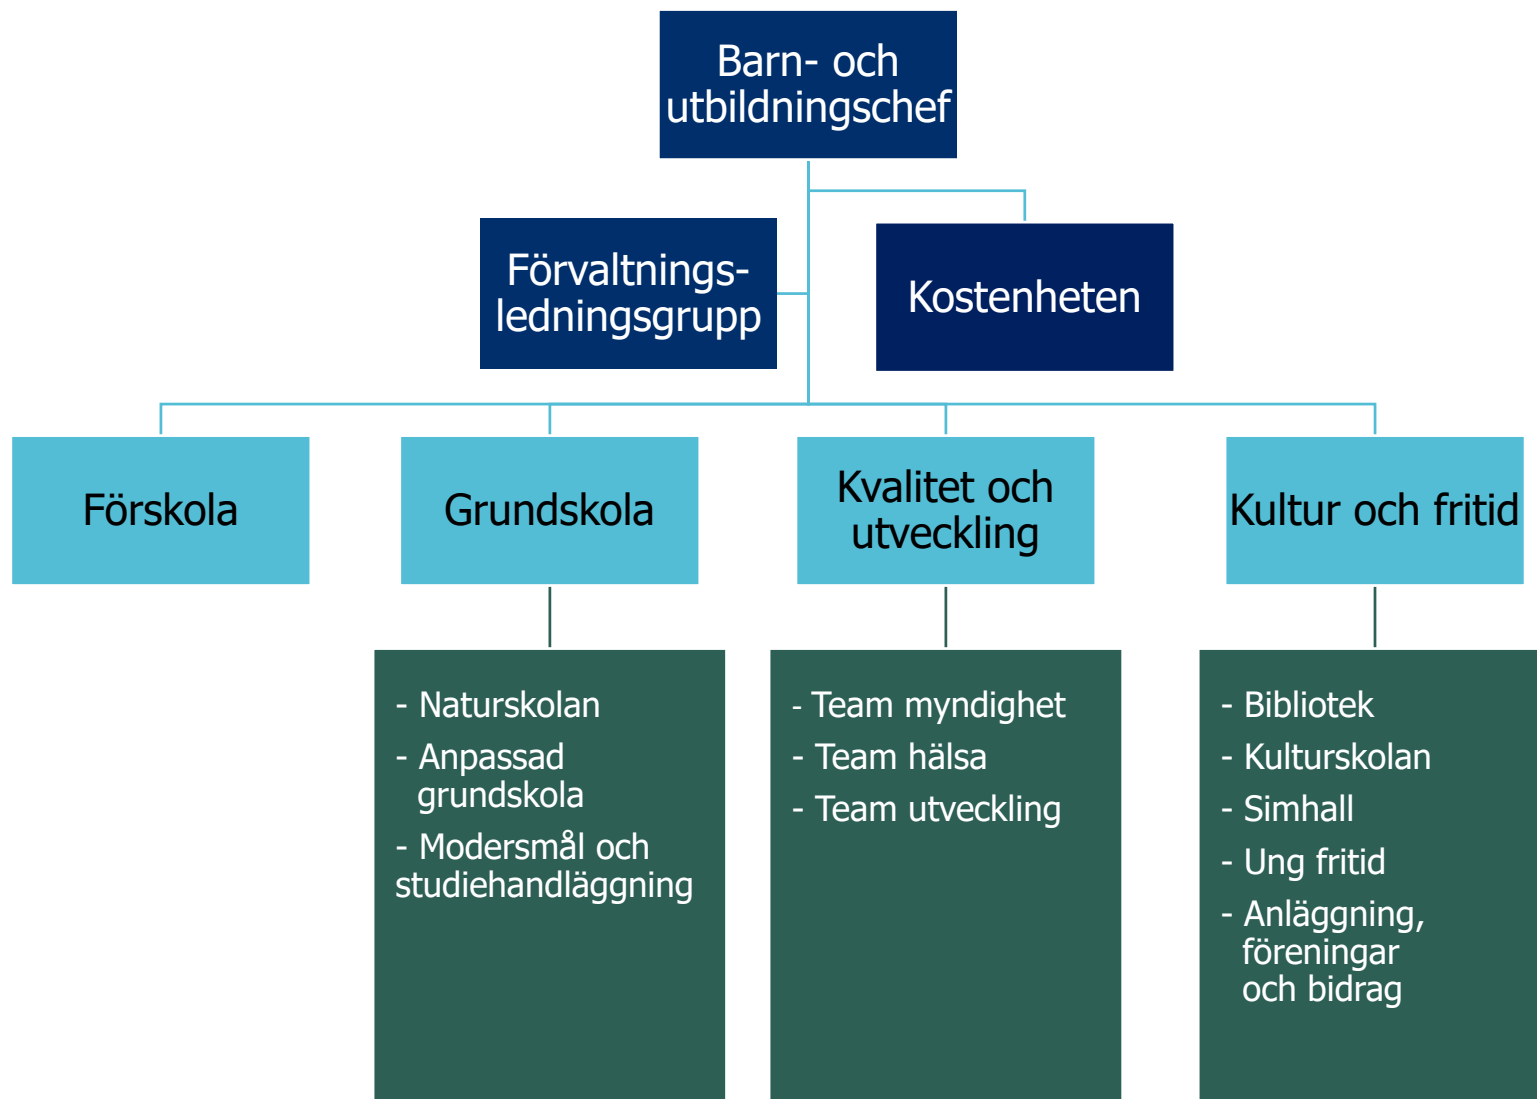 Barn- och
utbildningschef
Förvaltnings-
ledningsgrupp
Kostenheten
Förskola
Grundskola
Kvalitet och
utveckling
Kultur och fritid
- Naturskolan
- Anpassad
grundskola
- Modersmål och
studiehandläggning
- Team myndighet
- Team hälsa
- Team utveckling
- Bibliotek
- Kulturskolan
- Simhall
- Ung fritid
- Anläggning,
föreningar
och bidrag